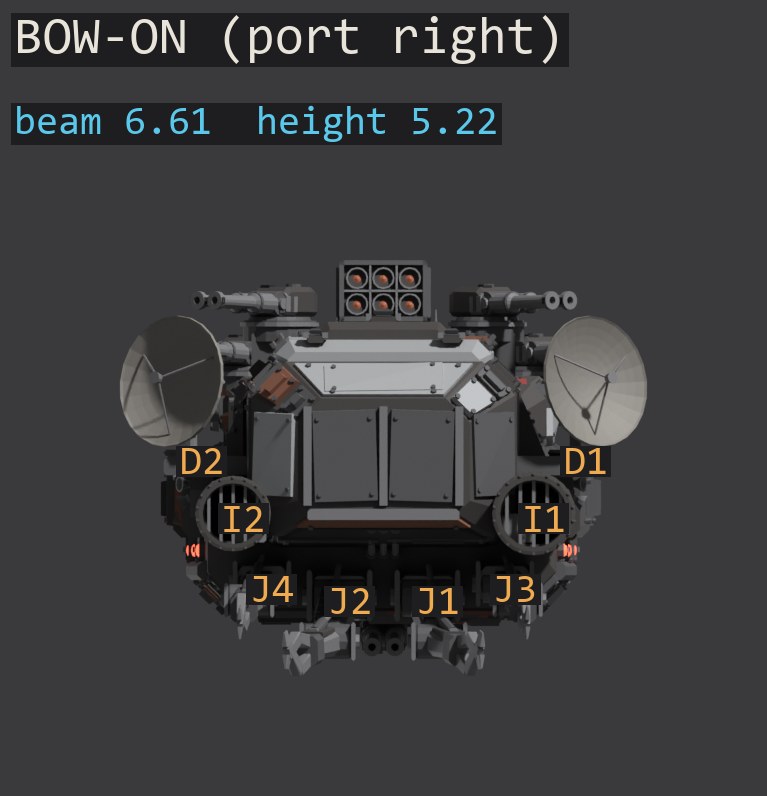 BOW-ON (port right)
beam 6.61  height 5.22
D2 D1
I2 I1
J4 J2 J1 J3